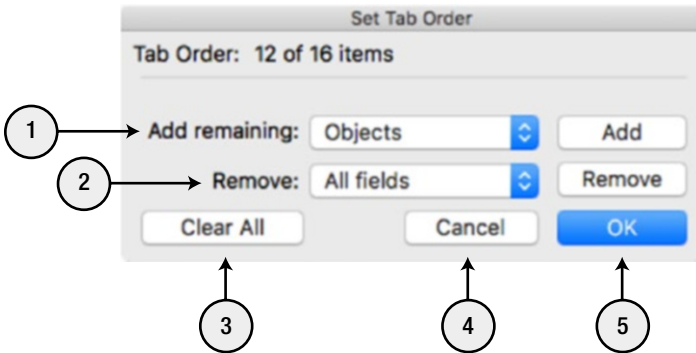 Set Tab Order
Tab Order: 12 of 16 items
1 Add remaining: Objects Add
2 Remove: All fields Remove
Clear All Cancel OK
3 4 5